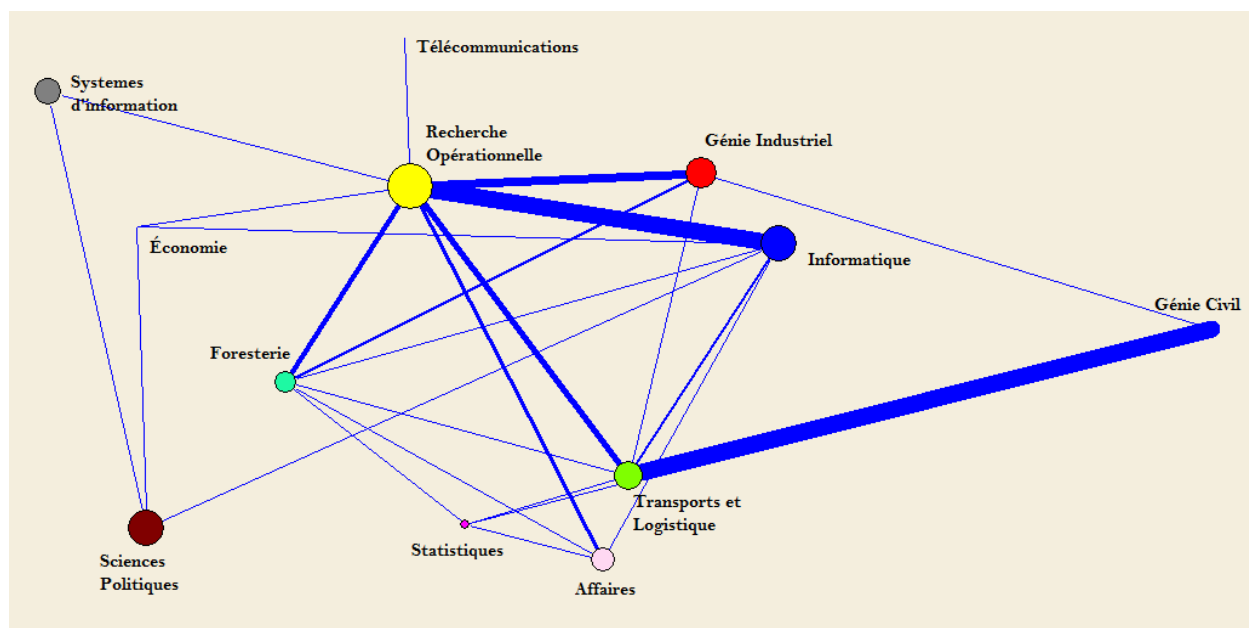 Télécommunications
Systemes
d'information
Recherche
Opérationnelle
Génie Industriel
Économie
Informatique
Génie Civil
Foresterie
Transports et
Logistique
Statistiques
Sciences
Politiques
Affaires